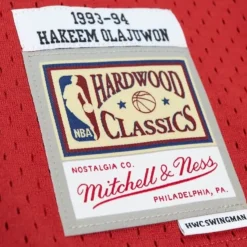 1993-94
HAKEEM OLAJUWON
HARDWOOD
NBA
CLASSICS
NOSTALGIA CO.
Mitchell & Ness
PHILADELPHIA, PA.
HWC SWINGMAN